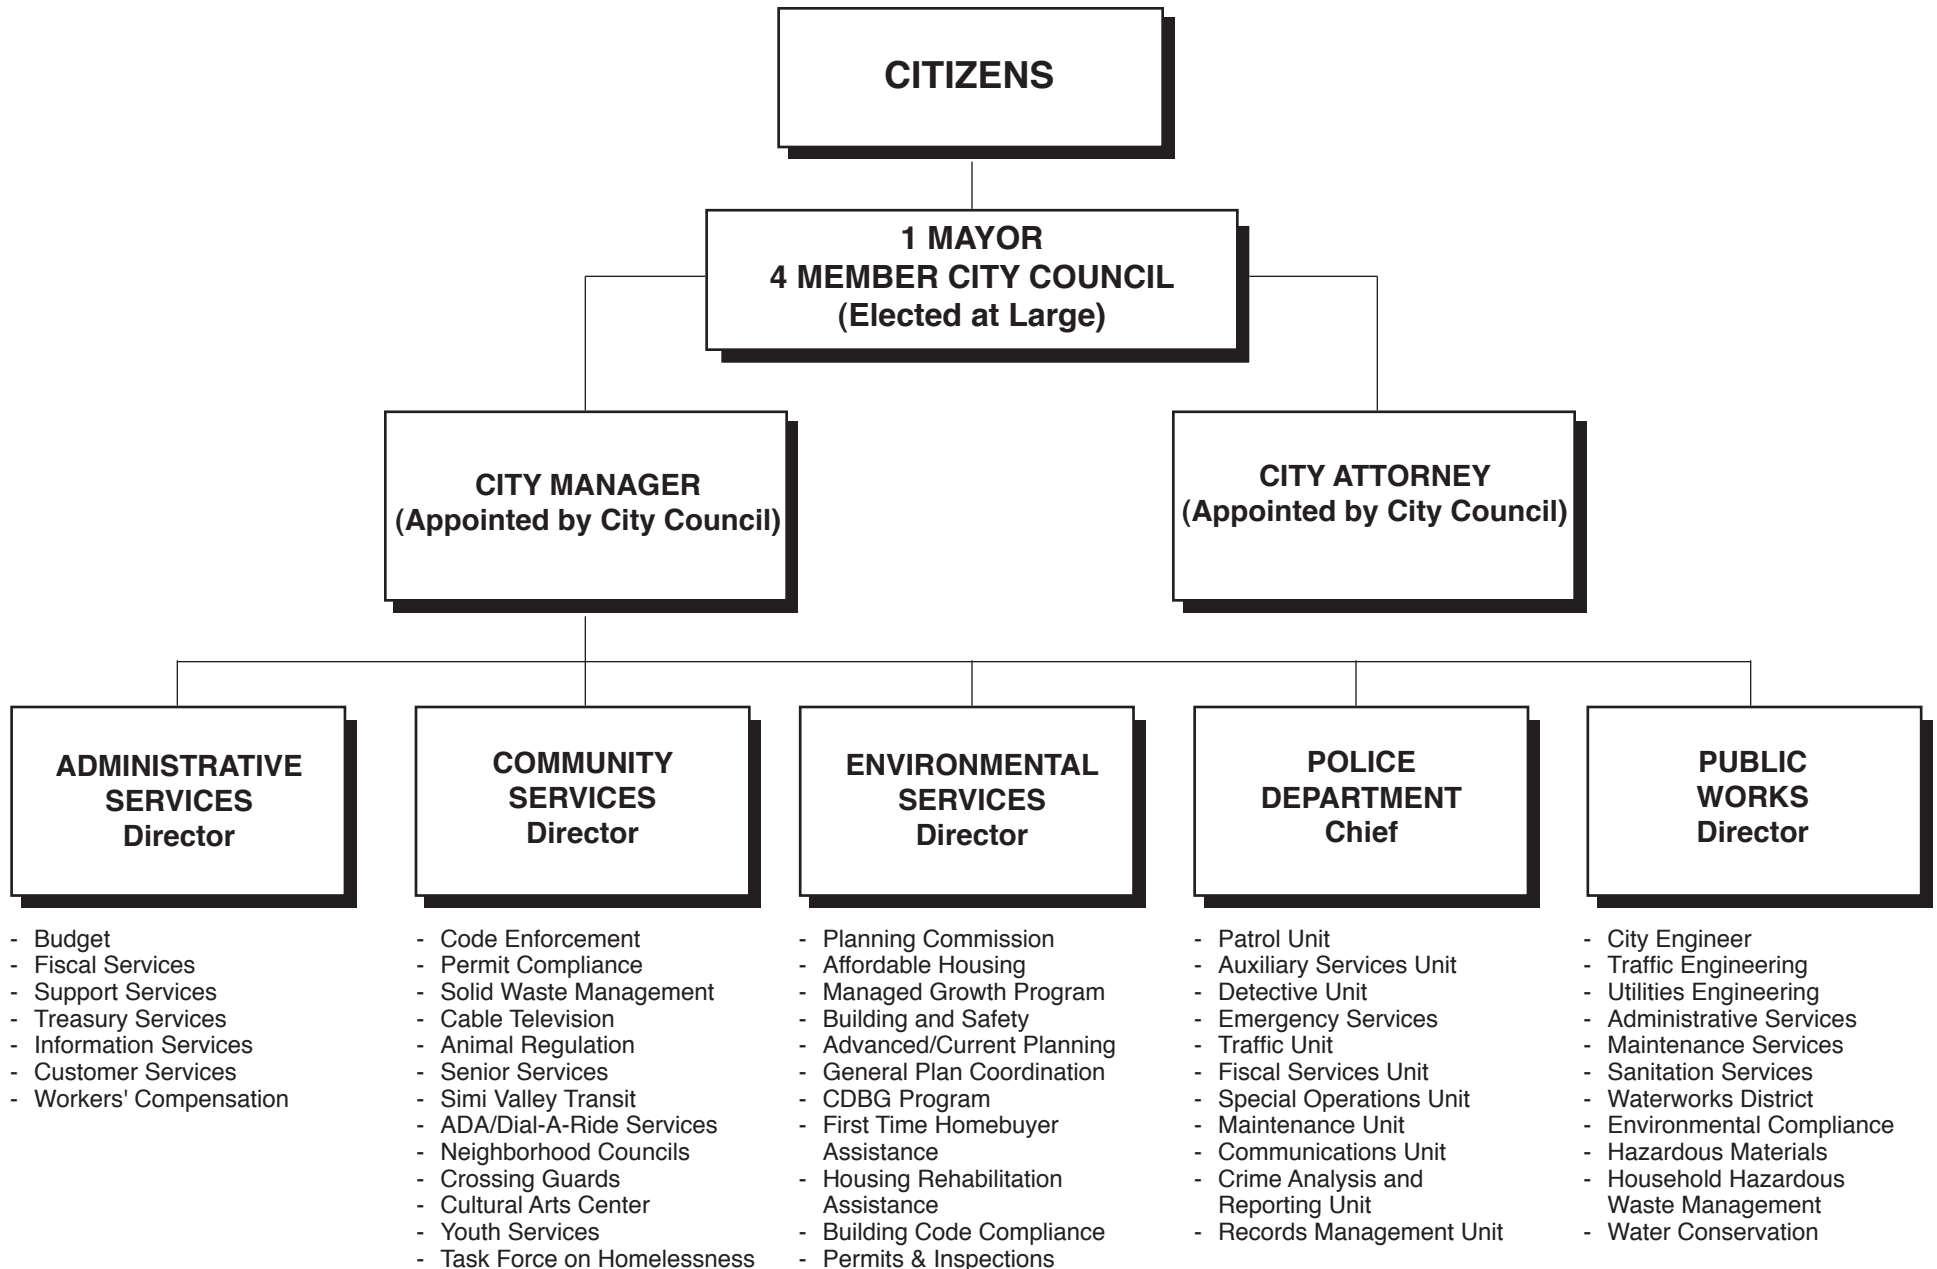 CITIZENS
1 MAYOR
4 MEMBER CITY COUNCIL
(Elected at Large)
CITY MANAGER
(Appointed by City Council)
CITY ATTORNEY
(Appointed by City Council)
ADMINISTRATIVE
SERVICES
Director
- Budget
- Fiscal Services
- Support Services
- Treasury Services
- Information Services
- Customer Services
- Workers' Compensation
COMMUNITY
SERVICES
Director
- Code Enforcement
- Permit Compliance
- Solid Waste Management
- Cable Television
- Animal Regulation
- Senior Services
- Simi Valley Transit
- ADA/Dial-A-Ride Services
- Neighborhood Councils
- Crossing Guards
- Cultural Arts Center
- Youth Services
- Task Force on Homelessness
ENVIRONMENTAL
SERVICES
Director
- Planning Commission
- Affordable Housing
- Managed Growth Program
- Building and Safety
- Advanced/Current Planning
- General Plan Coordination
- CDBG Program
- First Time Homebuyer
Assistance
- Housing Rehabilitation
Assistance
- Building Code Compliance
- Permits & Inspections
POLICE
DEPARTMENT
Chief
- Patrol Unit
- Auxiliary Services Unit
- Detective Unit
- Emergency Services
- Traffic Unit
- Fiscal Services Unit
- Special Operations Unit
- Maintenance Unit
- Communications Unit
- Crime Analysis and
Reporting Unit
- Records Management Unit
PUBLIC
WORKS
Director
- City Engineer
- Traffic Engineering
- Utilities Engineering
- Administrative Services
- Maintenance Services
- Sanitation Services
- Waterworks District
- Environmental Compliance
- Hazardous Materials
- Household Hazardous
Waste Management
- Water Conservation